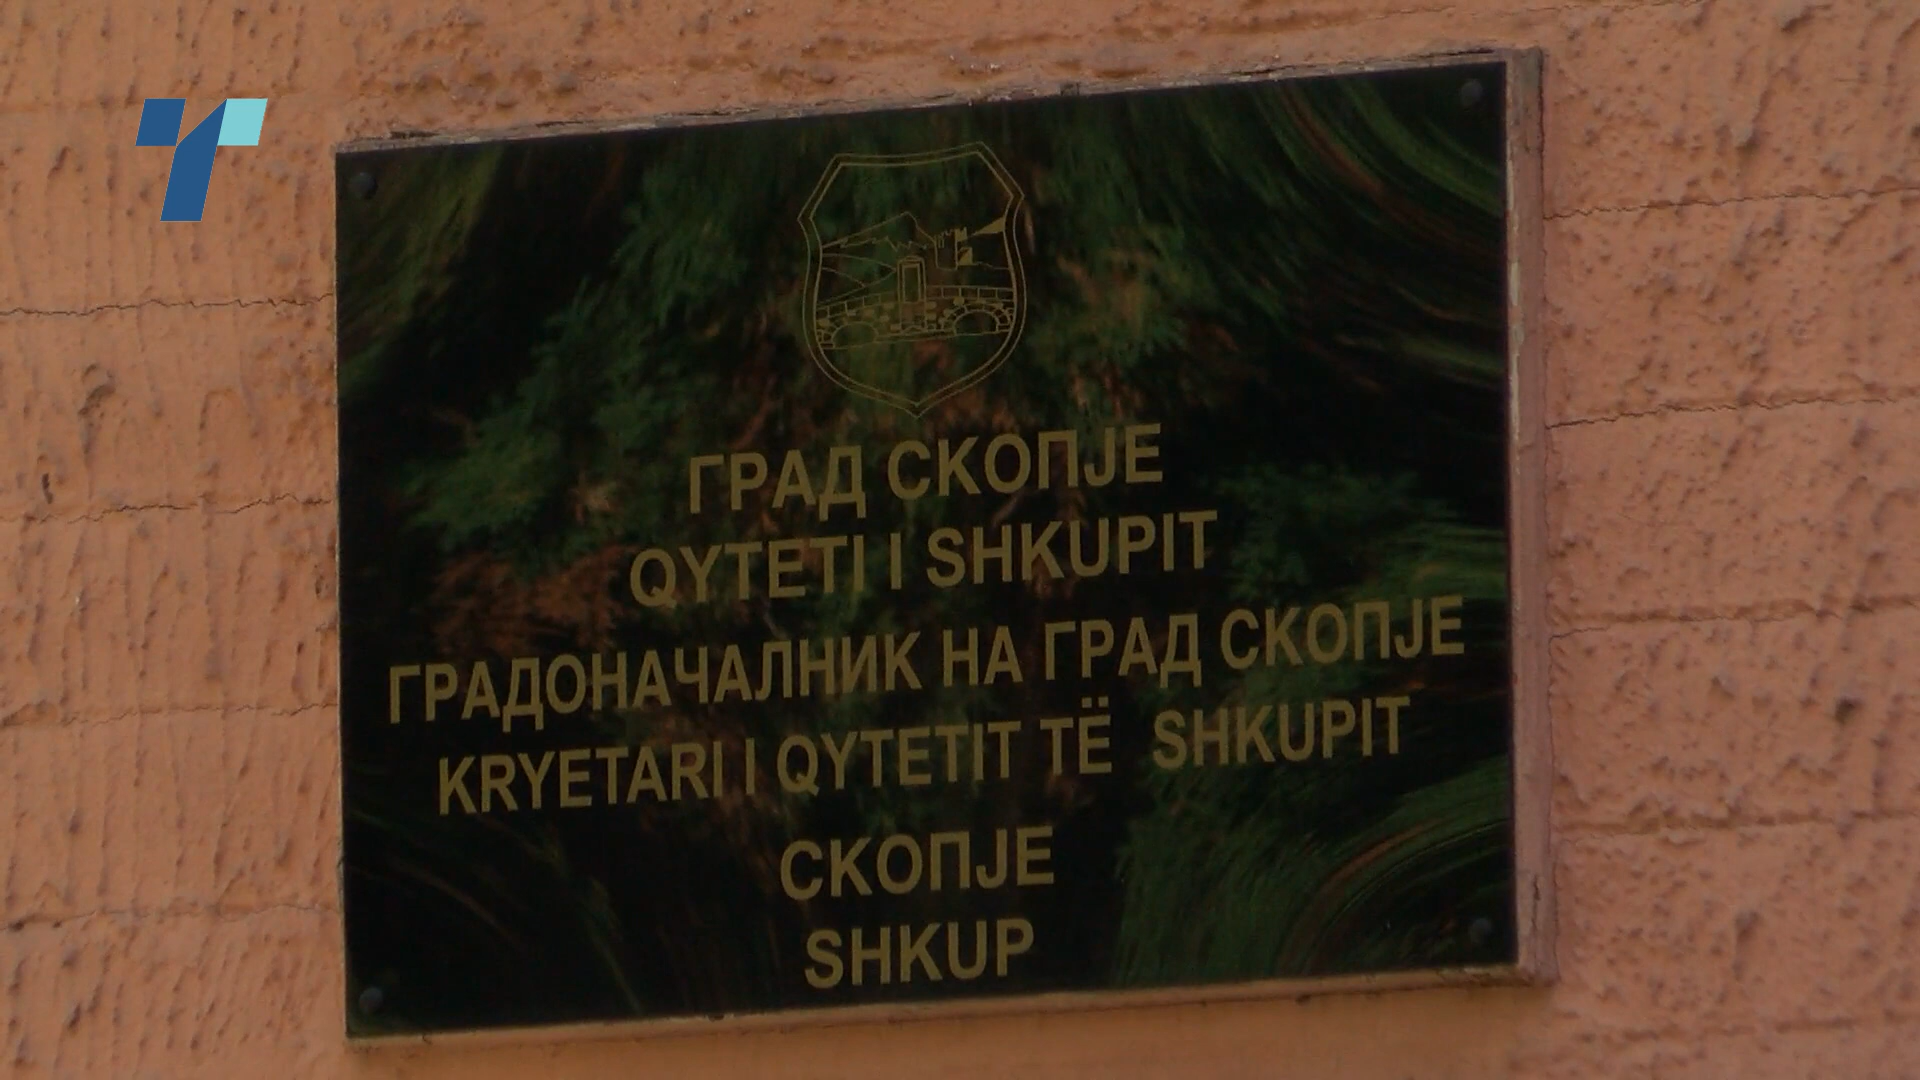 ГРАД СКОПЈЕ
QYTETI I SHKUPIT
ГРАДОНАЧАЛНИК НА ГРАД СКОПЈЕ
KRYETARI I QYTETIT TË SHKUPIT
СКОПЈЕ
SHKUP